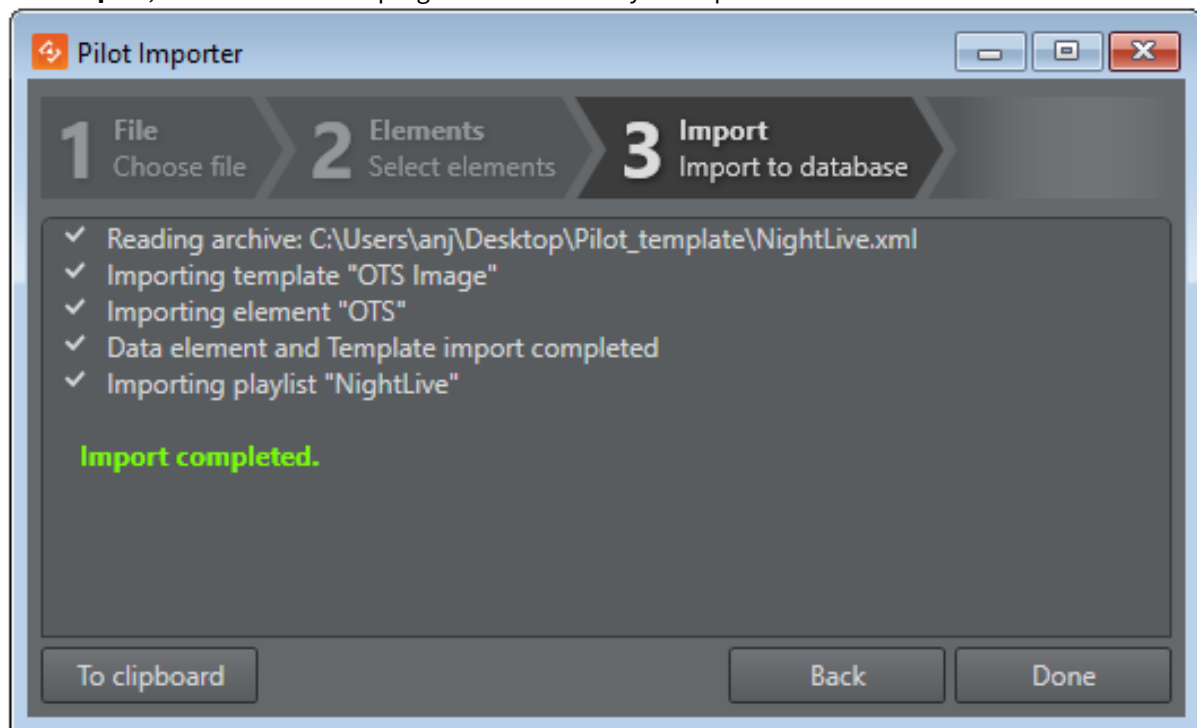 Pilot Importer
1 File
Choose file
2 Elements
Select elements
3 Import
Import to database
Reading archive: C:\Users\anj\Desktop\Pilot_template\NightLive.xml
Importing template "OTS Image"
Importing element "OTS"
Data element and Template import completed
Importing playlist "NightLive"
Import completed.
To clipboard
Back
Done